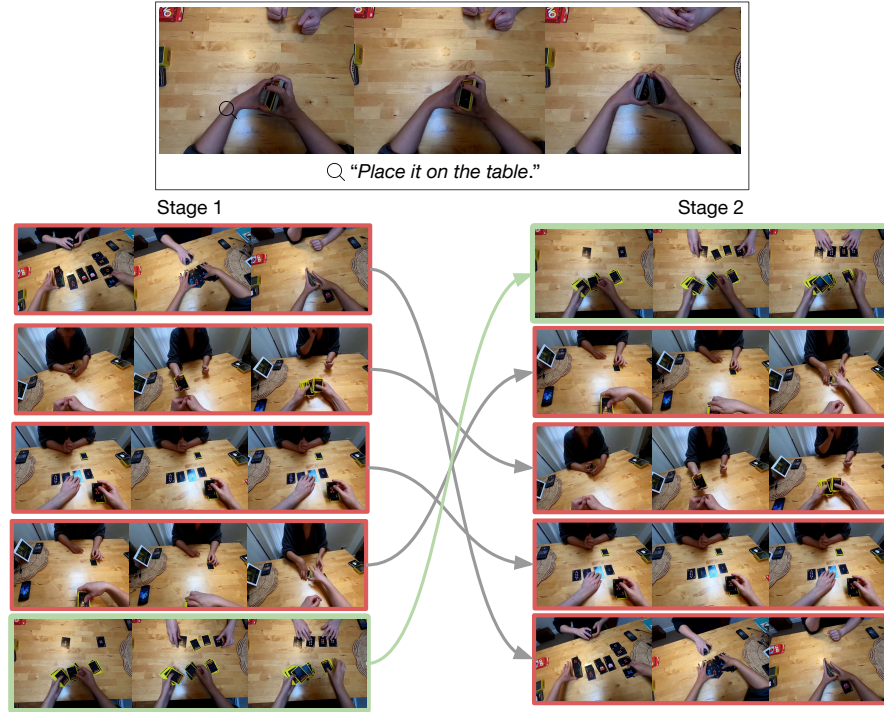 “Place it on the table.”
Stage 1
Stage 2